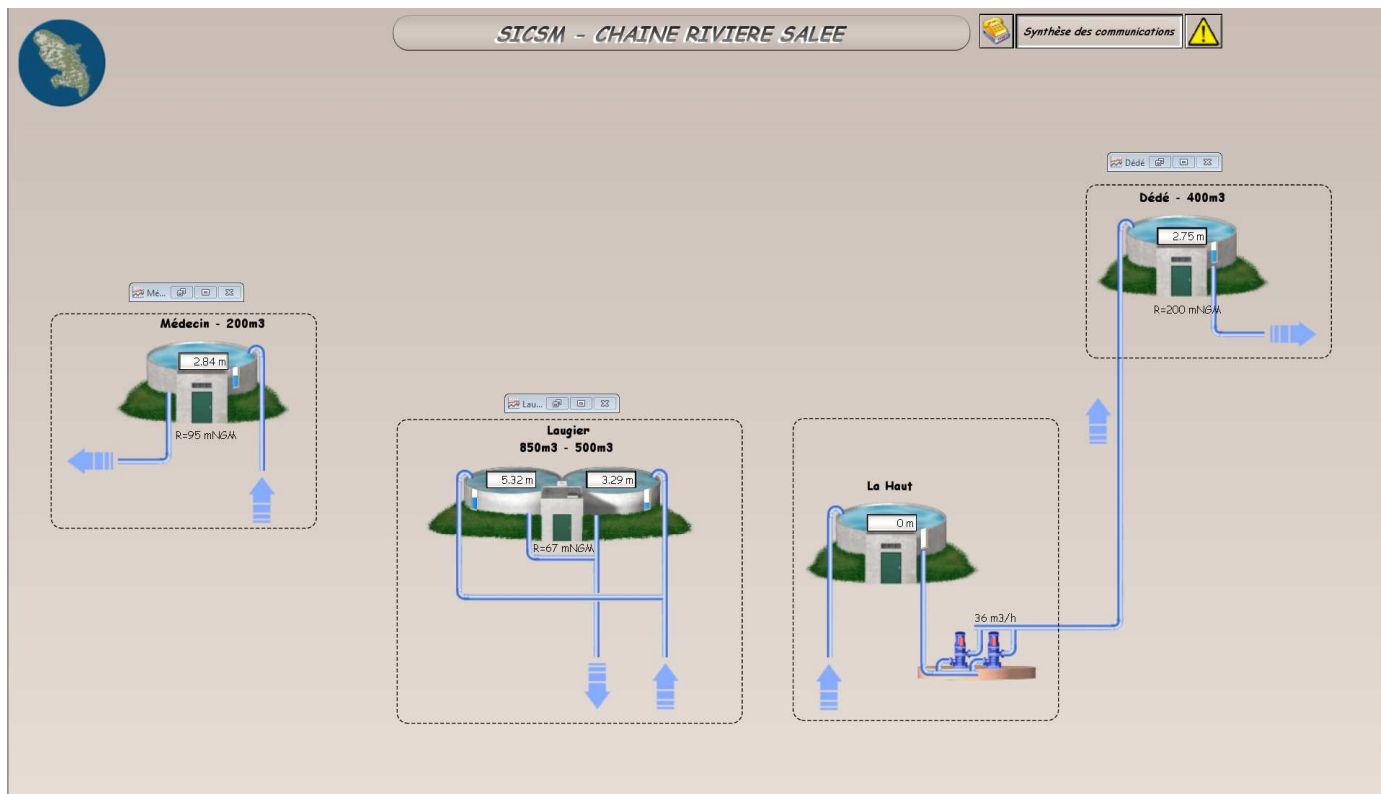 SICSM - CHAINE RIVIERE SALEE
Synthèse des communications
Dédé
Dédé - 400m3
2.75 m
R=200 mNGM
Mé...
Médecin - 200m3
2.84 m
R=95 mNGM
Lau...
Laugier
850m3 - 500m3
5.32 m
3.29 m
R=67 mNGM
La Haut
0 m
36 m3/h